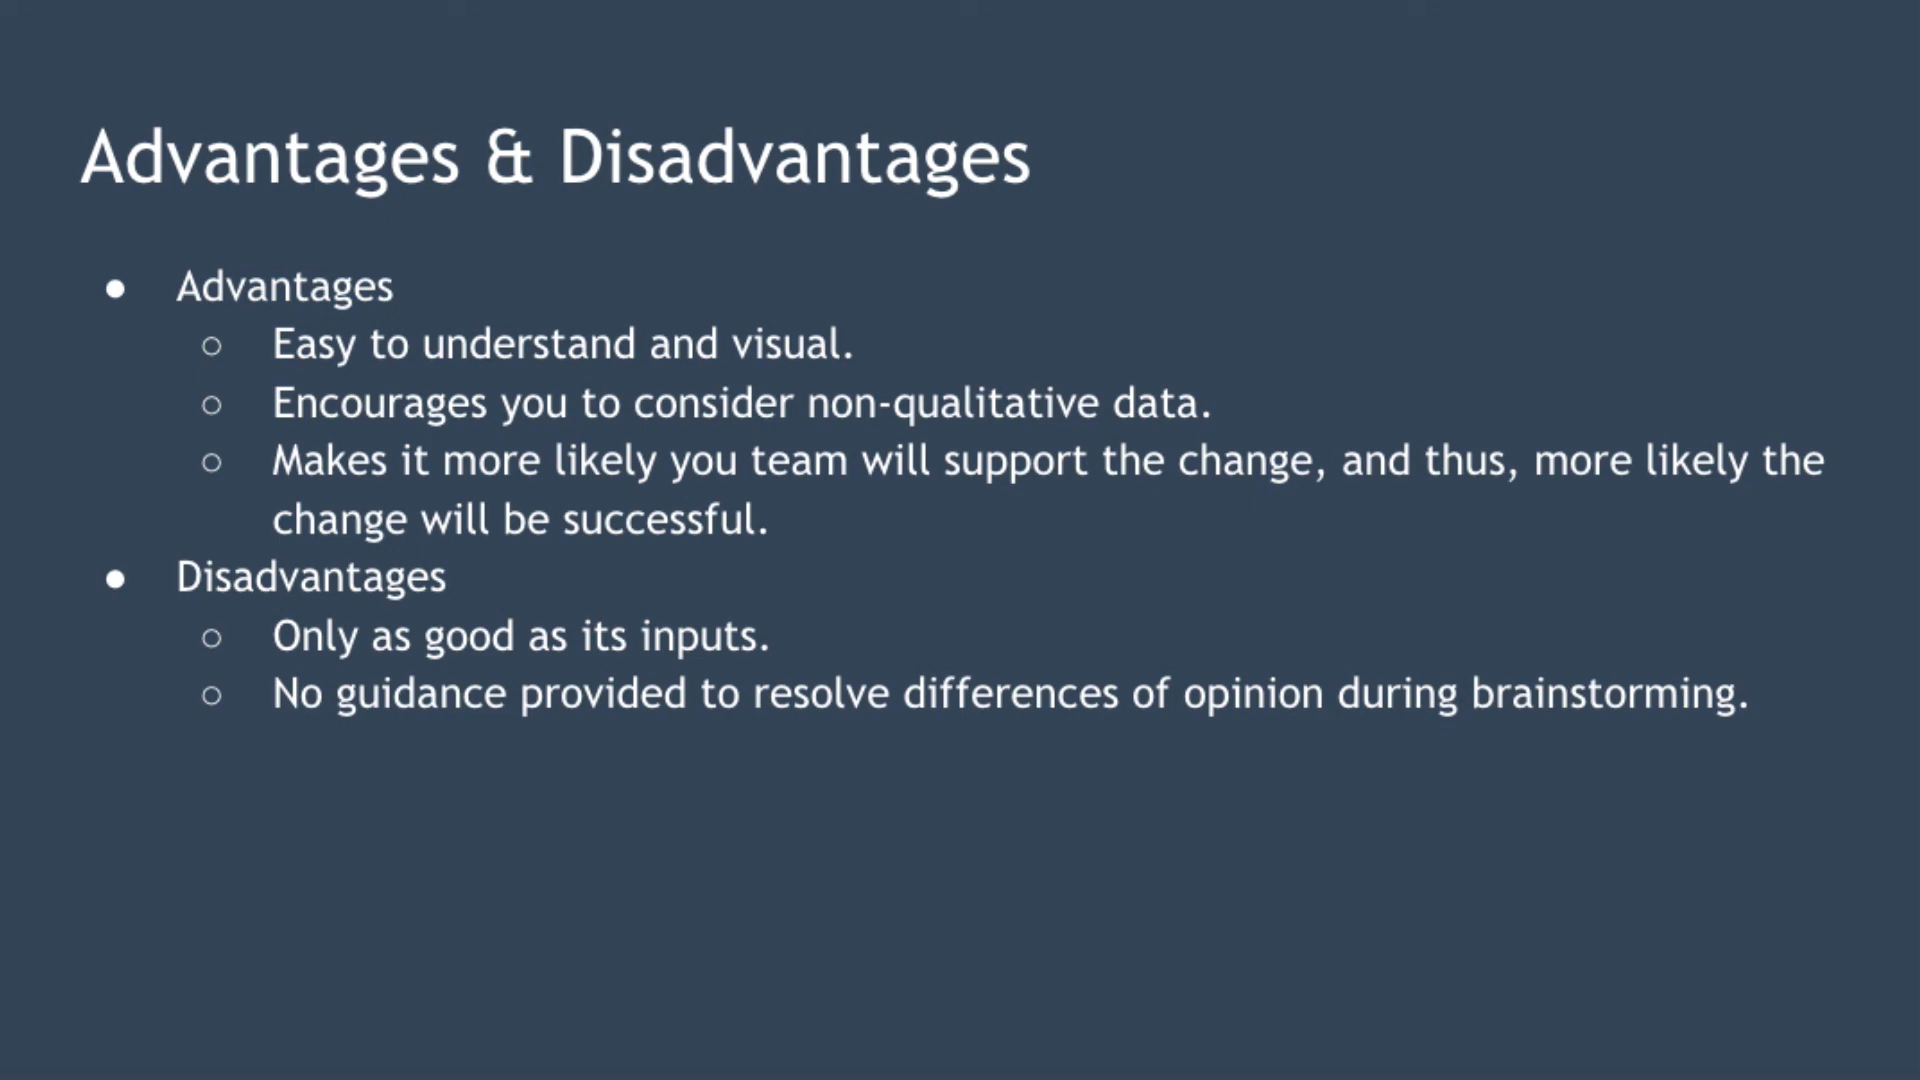 Advantages & Disadvantages
● Advantages
○ Easy to understand and visual.
○ Encourages you to consider non-qualitative data.
○ Makes it more likely you team will support the change, and thus, more likely the
change will be successful.
● Disadvantages
○ Only as good as its inputs.
○ No guidance provided to resolve differences of opinion during brainstorming.